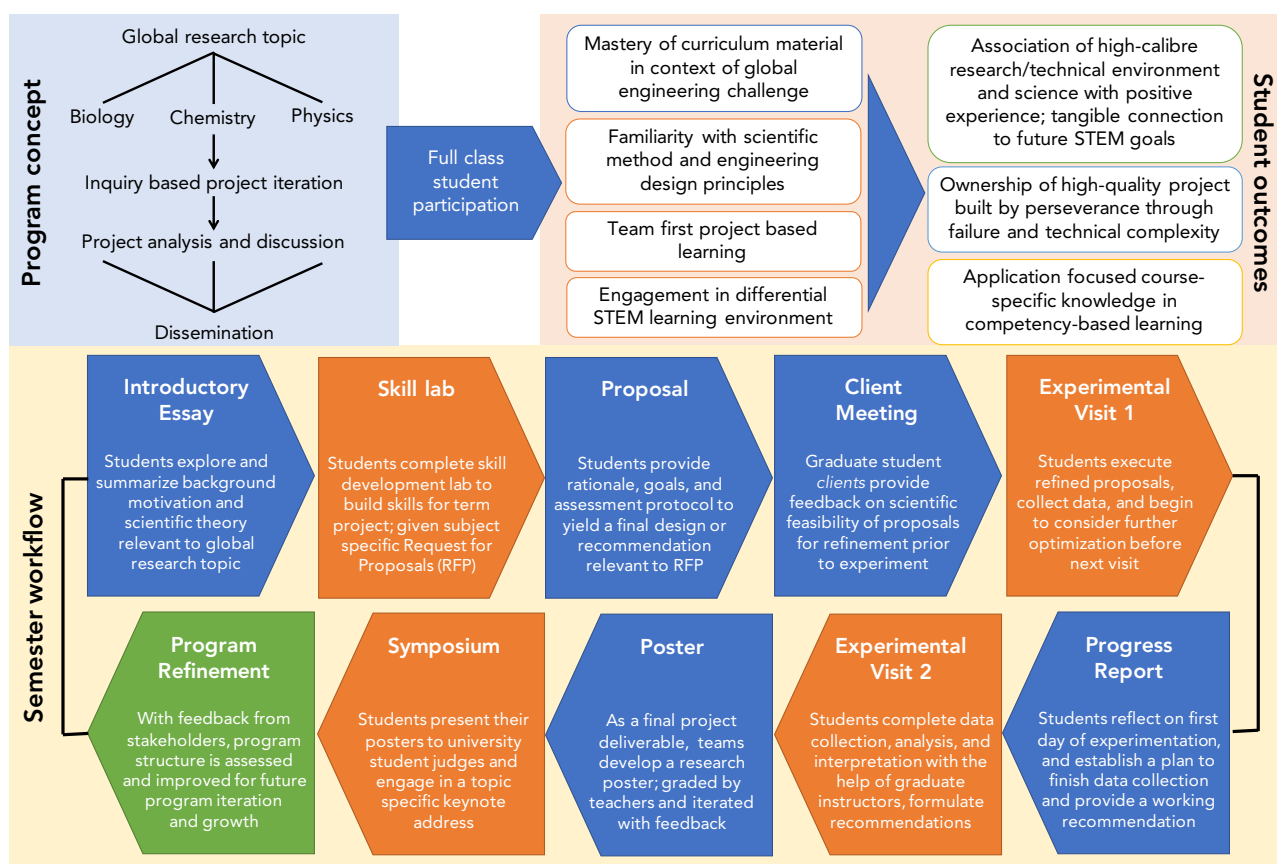 Program concept
Global research topic
Biology
Chemistry
Physics
Inquiry based project iteration
Project analysis and discussion
Dissemination
Full class
student
participation
Mastery of curriculum material
in context of global
engineering challenge
Familiarity with scientific
method and engineering
design principles
Team first project based
learning
Engagement in differential
STEM learning environment
Association of high-calibre
research/technical environment
and science with positive
experience; tangible connection
to future STEM goals
Ownership of high-quality project
built by perseverance through
failure and technical complexity
Application focused course-
specific knowledge in
competency-based learning
Student outcomes
Semester workflow
Introductory
Essay
Students explore and
summarize background
motivation and
scientific theory
relevant to global
research topic
Skill lab
Students complete skill
development lab to
build skills for term
project; given subject
specific Request for
Proposals (RFP)
Proposal
Students provide
rationale, goals, and
assessment protocol to
yield a final design or
recommendation
relevant to RFP
Client
Meeting
Graduate student
clients provide
feedback on scientific
feasibility of proposals
for refinement prior
to experiment
Experimental
Visit 1
Students execute
refined proposals,
collect data, and begin
to consider further
optimization before
next visit
Program
Refinement
With feedback from
stakeholders, program
structure is assessed
and improved for future
program iteration
and growth
Symposium
Students present their
posters to university
student judges and
engage in a topic
specific keynote
address
Poster
As a final project
deliverable, teams
develop a research
poster; graded by
teachers and iterated
with feedback
Experimental
Visit 2
Students complete data
collection, analysis, and
interpretation with the
help of graduate
instructors, formulate
recommendations
Progress
Report
Students reflect on first
day of experimentation,
and establish a plan to
finish data collection
and provide a working
recommendation